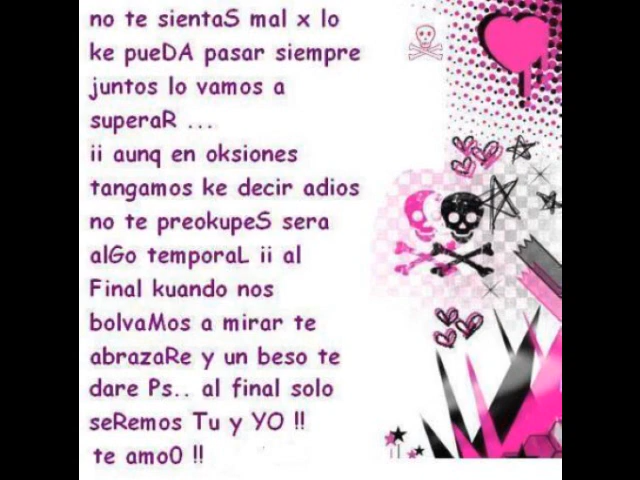 no te sientaS mal x lo
ke pueDA pasar siempre
juntos lo vamos a
superaR ...
ii aunq en oksiones
tangamos ke decir adios
no te preokupeS sera
alGo temporaL ii al
Final kuando nos
bolvaMos a mirar te
abrazaRe y un beso te
dare Ps.. al final solo
seRemos Tu y YO !!
te amoO !!